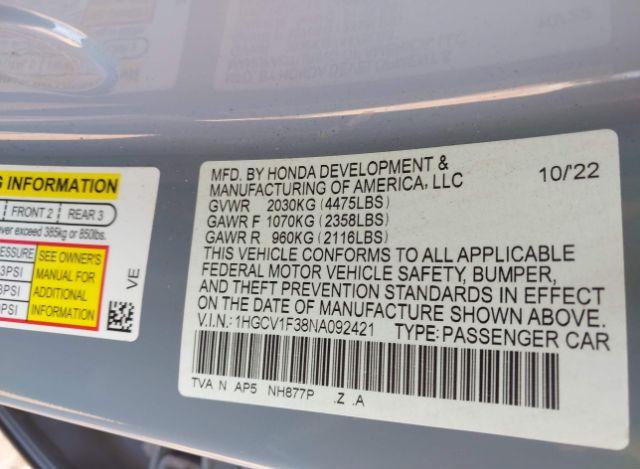 G INFORMATION
FRONT 2 REAR 3
ver exceed 385kg or 850lbs.
ESSURE
3PSI
PSI
PSI
SEE OWNER'S
MANUAL FOR
ADDITIONAL
INFORMATION
VE
MFD. BY HONDA DEVELOPMENT & 10/'22
MANUFACTURING OF AMERICA, LLC
GVWR 2030KG (4475LBS)
GAWR F 1070KG (2358LBS)
GAWR R 960KG (2116LBS)
THIS VEHICLE CONFORMS TO ALL APPLICABLE
FEDERAL MOTOR VEHICLE SAFETY, BUMPER,
AND THEFT PREVENTION STANDARDS IN EFFECT
ON THE DATE OF MANUFACTURE SHOWN ABOVE.
V.I.N.: 1HGCV1F38NA092421 TYPE: PASSENGER CAR
TVA N AP5 NH877P .Z .A